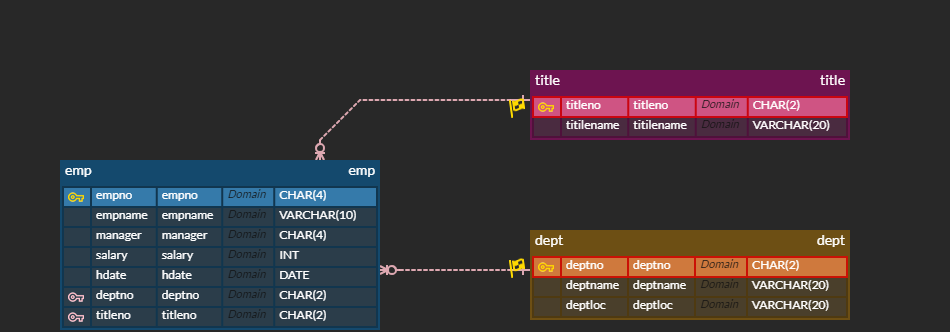 title title
titleno titleno Domain CHAR(2)
titilename titilename Domain VARCHAR(20)
emp emp
empno empno Domain CHAR(4)
empname empname Domain VARCHAR(10)
manager manager Domain CHAR(4)
salary salary Domain INT
hdate hdate Domain DATE
deptno deptno Domain CHAR(2)
titleno titleno Domain CHAR(2)
dept dept
deptno deptno Domain CHAR(2)
deptname deptname Domain VARCHAR(20)
deptloc deptloc Domain VARCHAR(20)